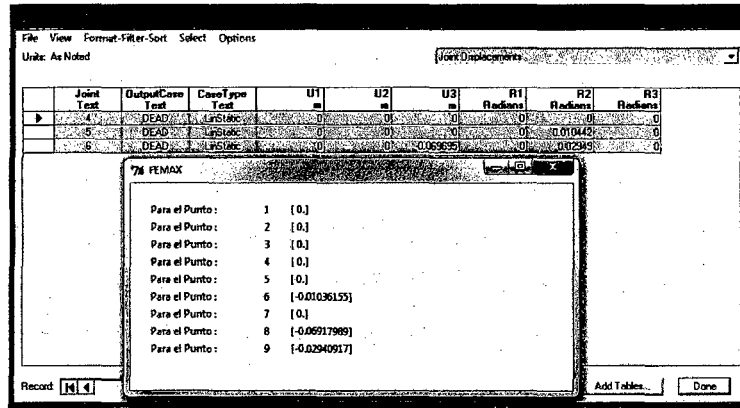 File View Format-Filter-Sort Select Options
Units: As Noted
Joint Displacements
Joint OutputCase CaseType U1 U2 U3 R1 R2 R3
Text Text Text m m m Radians Radians Radians
4 DEAD LinStatic 0 0 0 0 0 0
5 DEAD LinStatic 0 0 0 0 0.010442 0
6 DEAD LinStatic 0 0 -0.069695 0 0.02949 0
76 FEMAX
Para el Punto : 1 [ 0.]
Para el Punto : 2 [ 0.]
Para el Punto : 3 [ 0.]
Para el Punto : 4 [ 0.]
Para el Punto : 5 [ 0.]
Para el Punto : 6 [-0.01036155]
Para el Punto : 7 [ 0.]
Para el Punto : 8 [-0.06917989]
Para el Punto : 9 [-0.02940917]
Record: Add Tables... Done